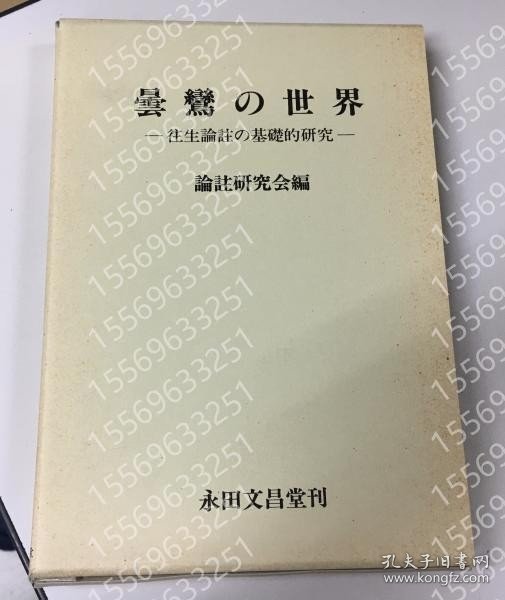 曇鸞の世界
―往生論註の基礎的研究―
論註研究会編
永田文昌堂刊
15569633251
孔夫子旧书网
www.kongfz.com